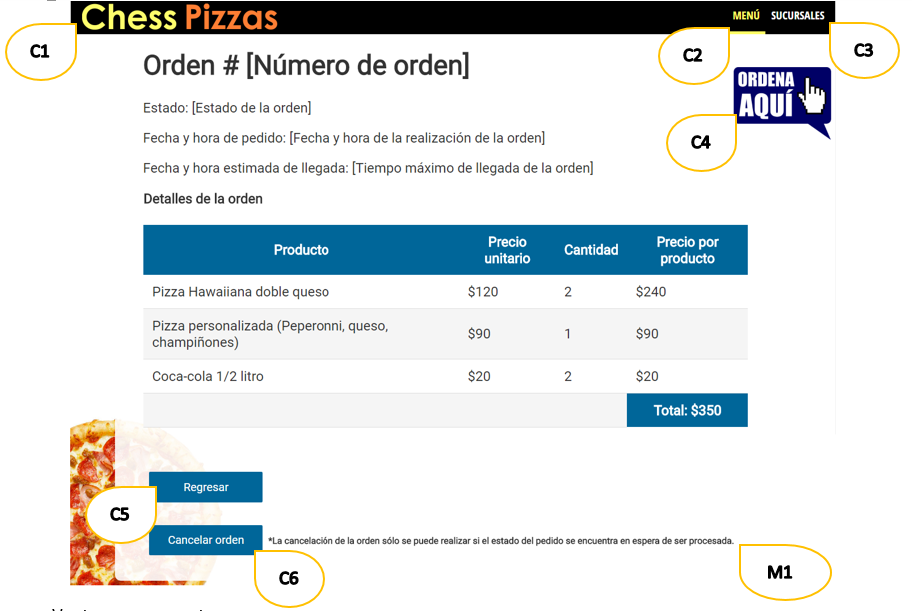 Chess Pizzas
MENÚ SUCURSALES
C1
C2
C3
Orden # [Número de orden]
ORDENA
AQUÍ
Estado: [Estado de la orden]
Fecha y hora de pedido: [Fecha y hora de la realización de la orden]
C4
Fecha y hora estimada de llegada: [Tiempo máximo de llegada de la orden]
Detalles de la orden
Producto Precio unitario Cantidad Precio por producto
Pizza Hawaiiana doble queso $120 2 $240
Pizza personalizada (Peperonni, queso,
champiñones) $90 1 $90
Coca-cola 1/2 litro $20 2 $20
Total: $350
Regresar
C5
Cancelar orden *La cancelación de la orden sólo se puede realizar si el estado del pedido se encuentra en espera de ser procesada.
C6
M1